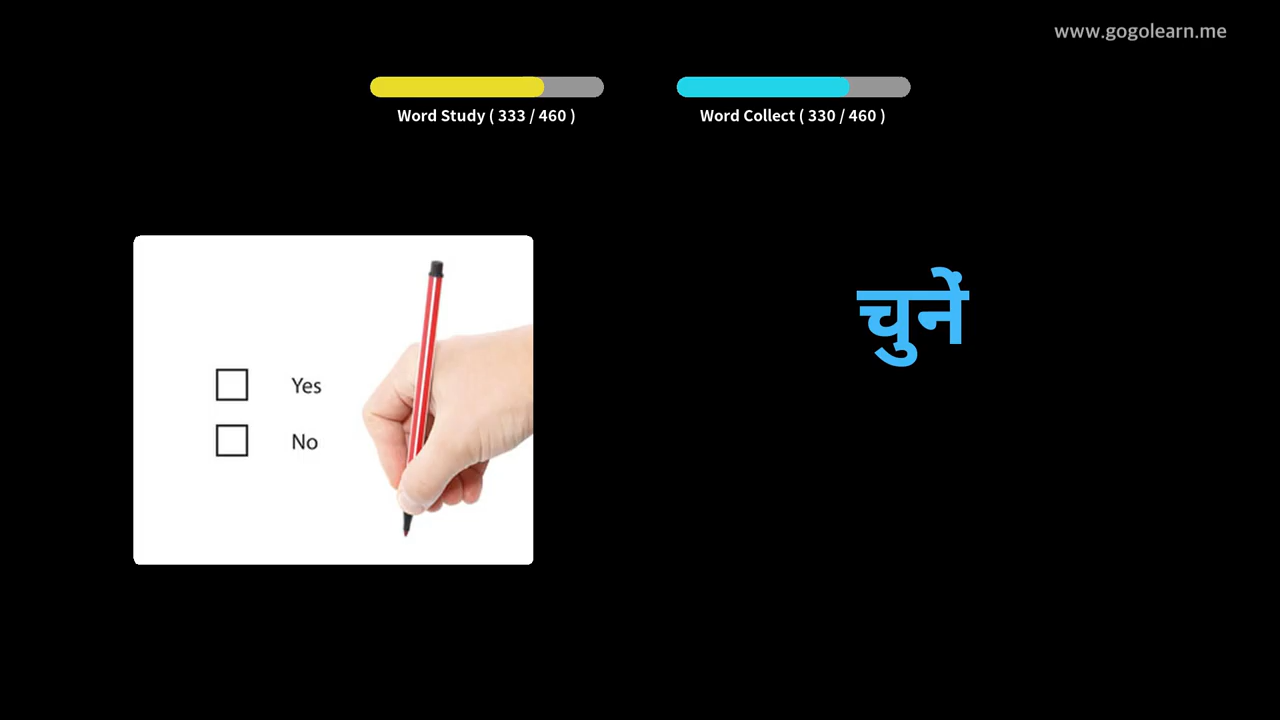 www.gogolearn.me
Word Study ( 333 / 460 )
Word Collect ( 330 / 460 )
चुनें
Yes
No